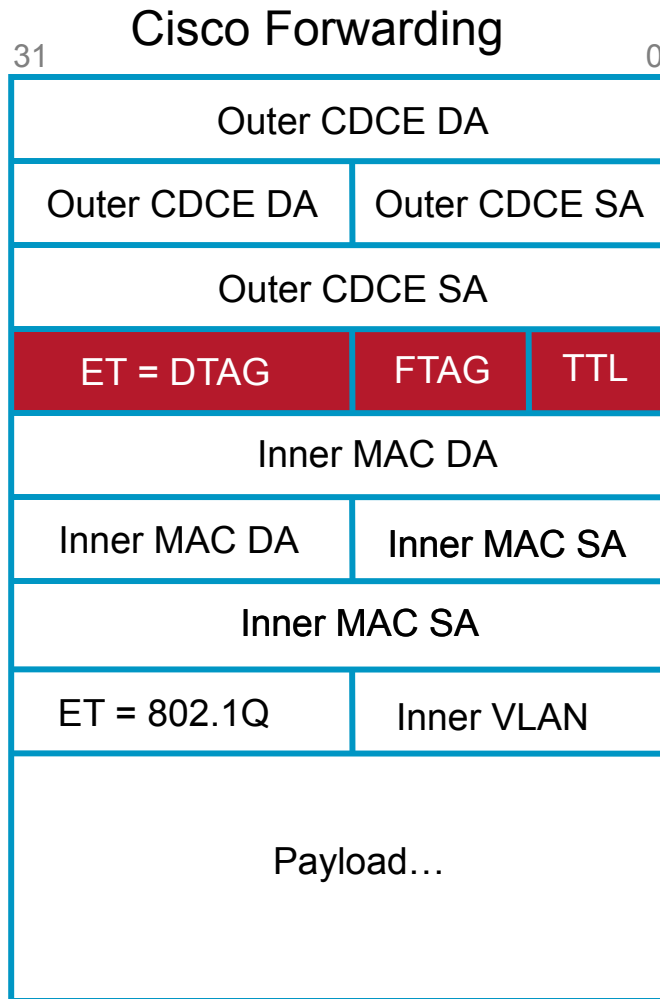 Cisco Forwarding
31 0
Outer CDCE DA
Outer CDCE DA Outer CDCE SA
Outer CDCE SA
ET = DTAG FTAG TTL
Inner MAC DA
Inner MAC DA Inner MAC SA
Inner MAC SA
ET = 802.1Q Inner VLAN
Payload…